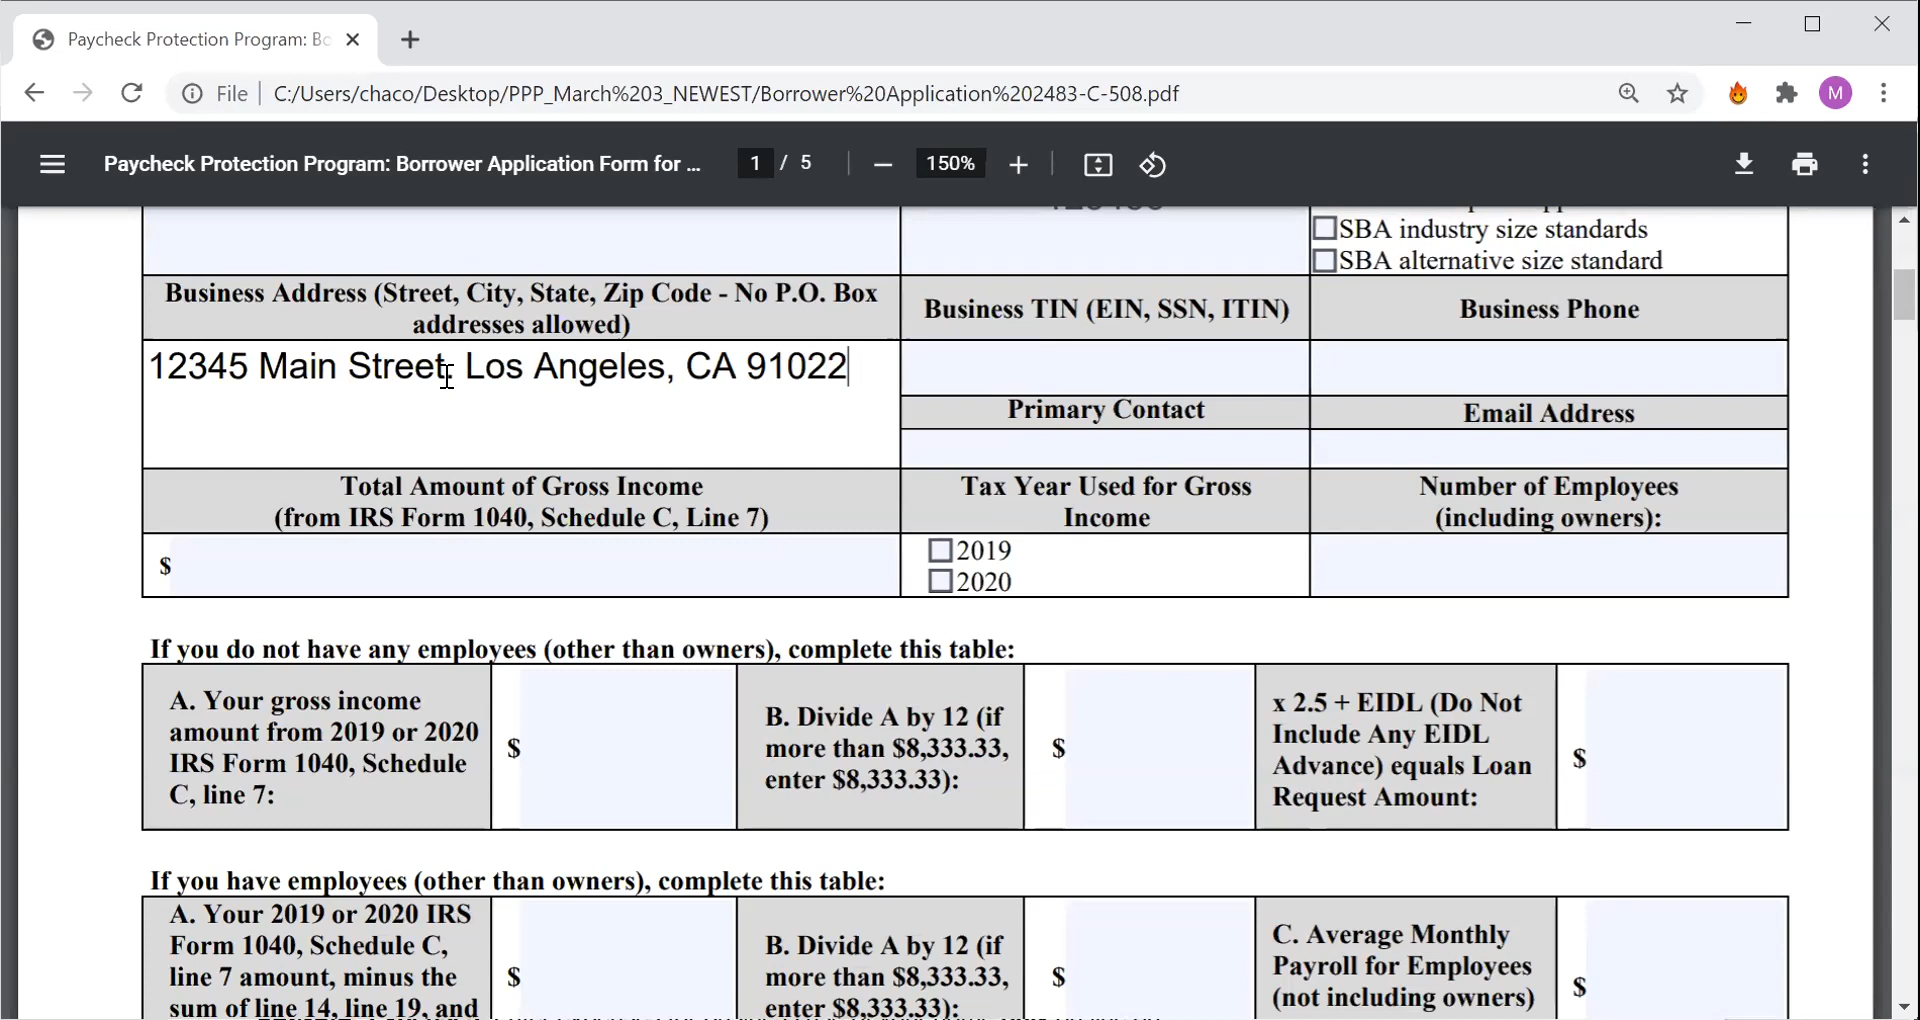 Paycheck Protection Program: Bo
File
C:/Users/chaco/Desktop/PPP_March%203_NEWEST/Borrower%20Application%202483-C-508.pdf
M
Paycheck Protection Program: Borrower Application Form for ...
1 / 5
150%
SBA industry size standards
SBA alternative size standard
Business Address (Street, City, State, Zip Code - No P.O. Box
addresses allowed)
Business TIN (EIN, SSN, ITIN)
Business Phone
12345 Main Street, Los Angeles, CA 91022
Primary Contact
Email Address
Total Amount of Gross Income
(from IRS Form 1040, Schedule C, Line 7)
Tax Year Used for Gross
Income
Number of Employees
(including owners):
$
2019
2020
If you do not have any employees (other than owners), complete this table:
A. Your gross income
amount from 2019 or 2020
IRS Form 1040, Schedule
C, line 7:
$
B. Divide A by 12 (if
more than $8,333.33,
enter $8,333.33):
$
x 2.5 + EIDL (Do Not
Include Any EIDL
Advance) equals Loan
Request Amount:
$
If you have employees (other than owners), complete this table:
A. Your 2019 or 2020 IRS
Form 1040, Schedule C,
line 7 amount, minus the
sum of line 14, line 19, and
$
B. Divide A by 12 (if
more than $8,333.33,
enter $8,333.33):
$
C. Average Monthly
Payroll for Employees
(not including owners)
$